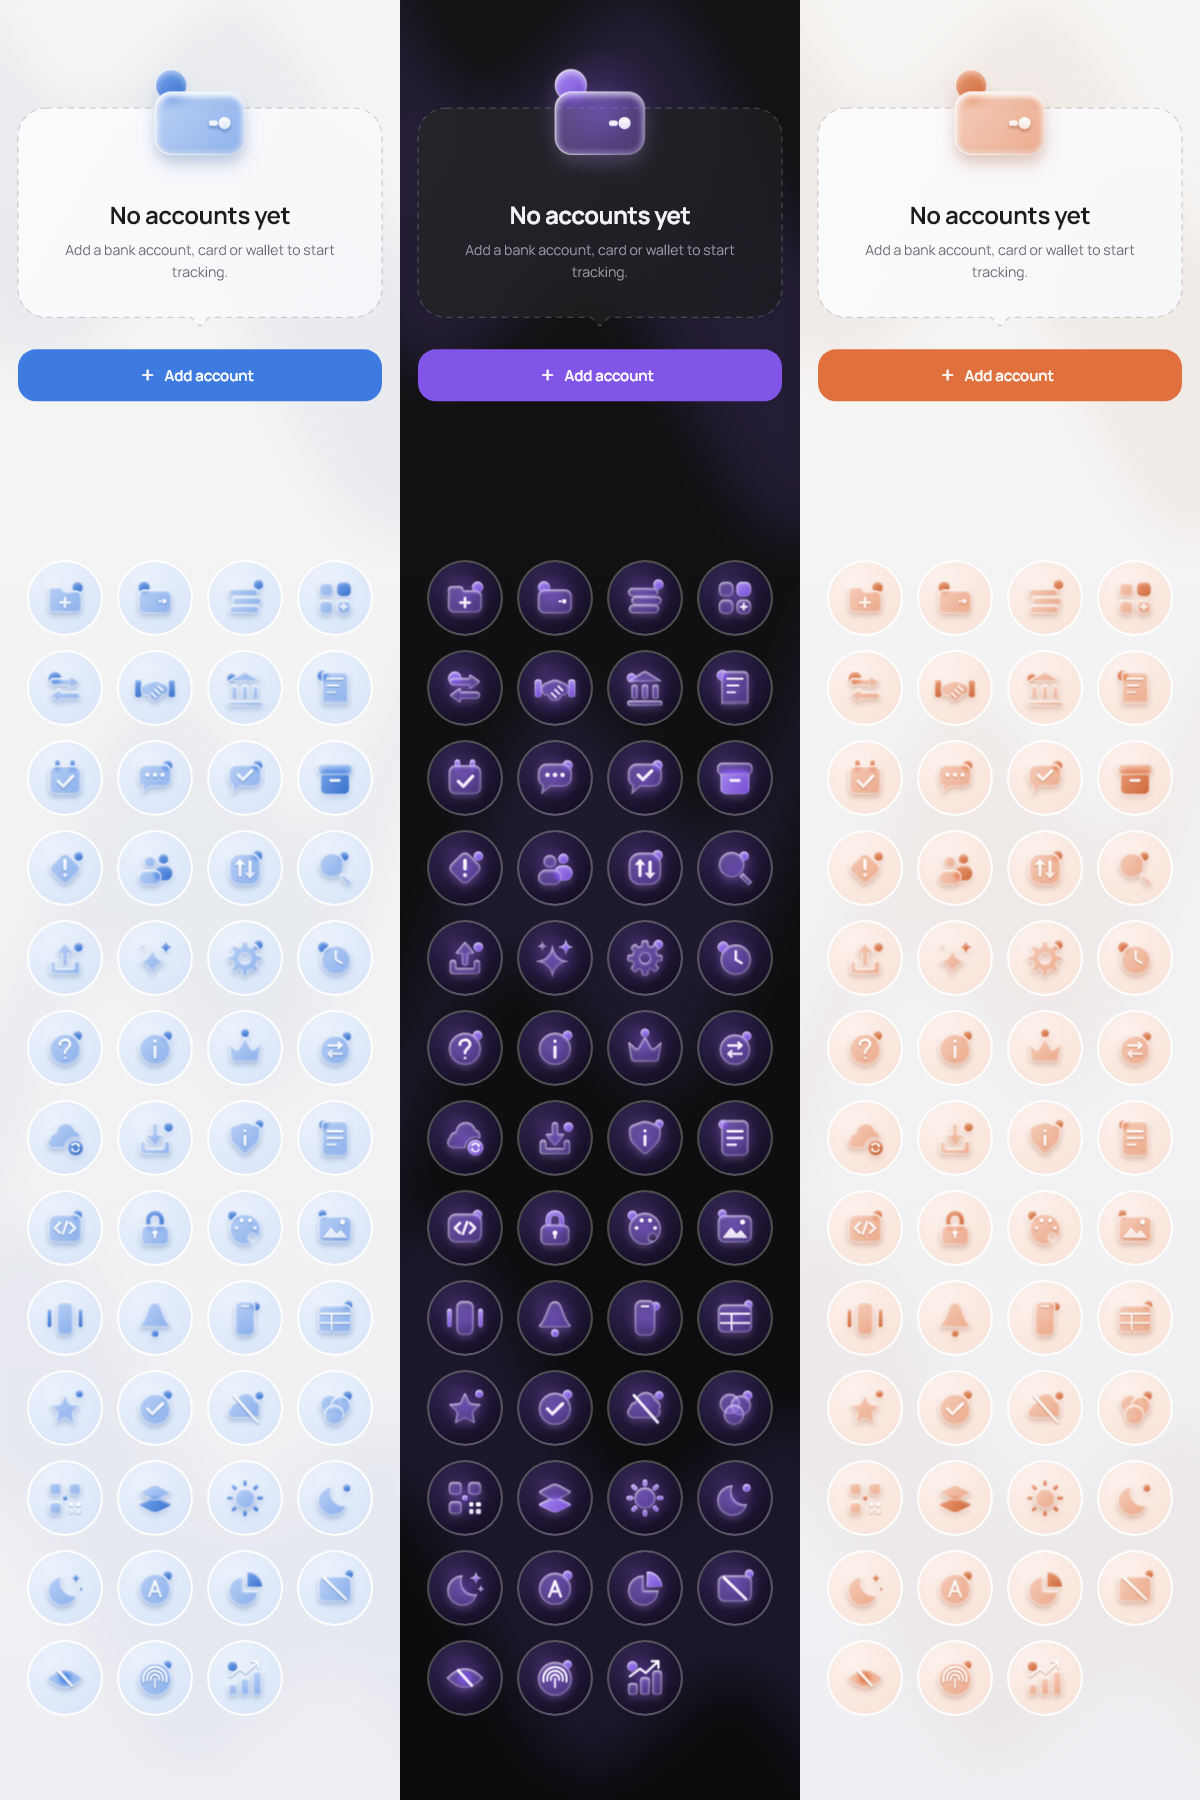 No accounts yet
Add a bank account, card or wallet to start
tracking.
+ Add account
No accounts yet
Add a bank account, card or wallet to start
tracking.
+ Add account
No accounts yet
Add a bank account, card or wallet to start
tracking.
+ Add account